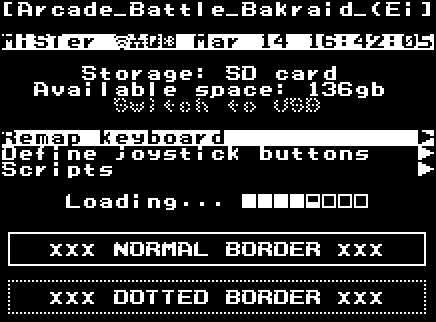 [Arcade_Battle_Bakraid_(Ei]
MiSTer Mar 14 16:42:05
Storage: SD card
Available space: 136gb
Switch to USB
Remap keyboard
Define joystick buttons
Scripts
Loading...
xxx NORMAL BORDER xxx
xxx DOTTED BORDER xxx